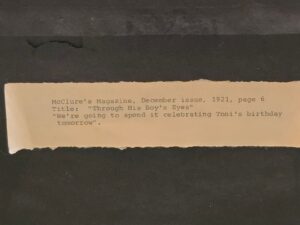 McClure's Magazine, December issue, 1921, page 6
Title:  "Through His Boy's Eyes"
"We're going to spend it celebrating Toni's birthday
tomorrow".